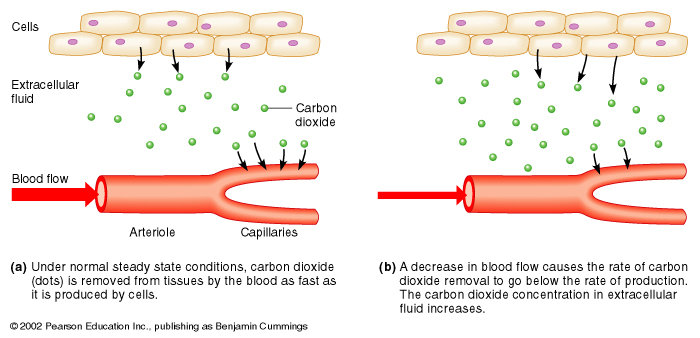 Cells
Extracellular
fluid
Carbon
dioxide
Blood flow
Arteriole
Capillaries
(a) Under normal steady state conditions, carbon dioxide
(dots) is removed from tissues by the blood as fast as
it is produced by cells.
(b) A decrease in blood flow causes the rate of carbon
dioxide removal to go below the rate of production.
The carbon dioxide concentration in extracellular
fluid increases.
© 2002 Pearson Education Inc., publishing as Benjamin Cummings